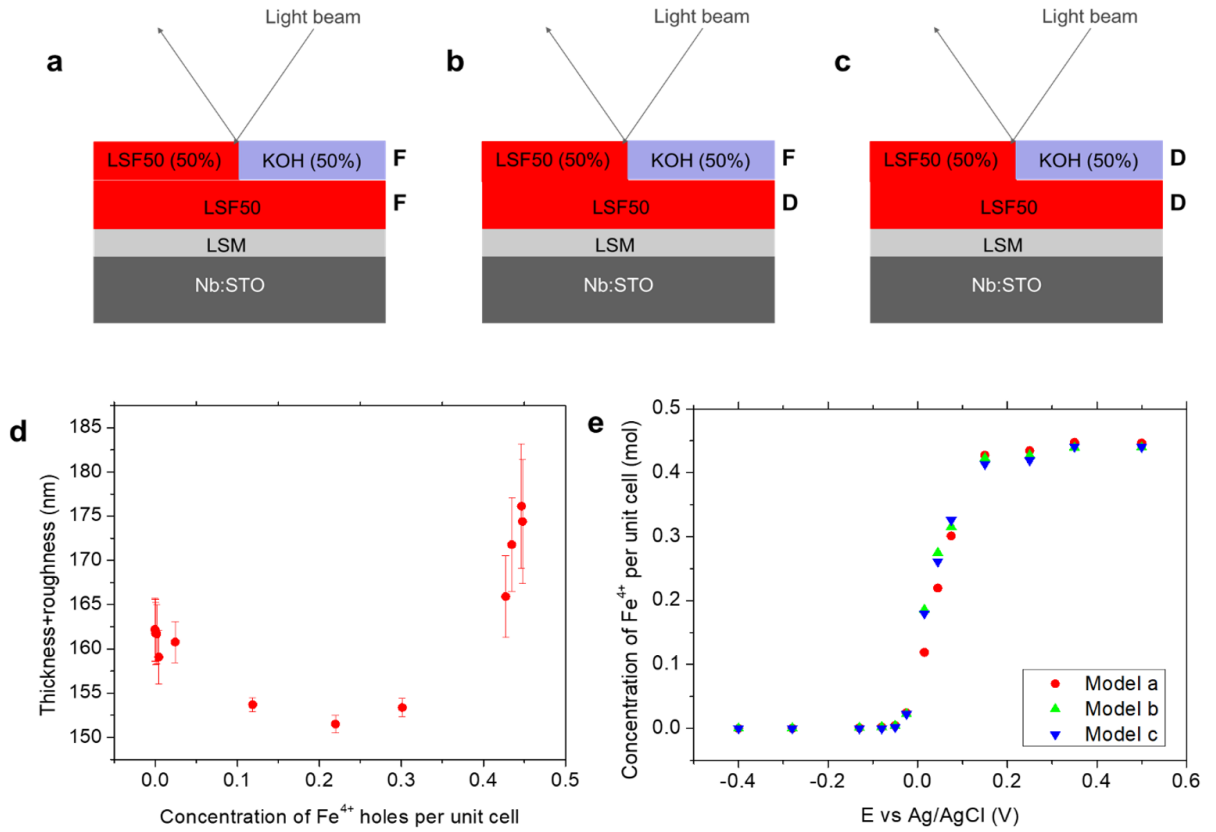 Light beam
Light beam
Light beam
a
b
c
LSF50 (50%) KOH (50%) F
LSF50 (50%) KOH (50%) F
LSF50 (50%) KOH (50%) D
LSF50 F
LSF50 D
LSF50 D
LSM
LSM
LSM
Nb:STO
Nb:STO
Nb:STO
d
185
180
175
170
165
160
155
150
Thickness+roughness (nm)
0.0 0.1 0.2 0.3 0.4 0.5
Concentration of Fe⁴⁺ holes per unit cell
e
0.5
0.4
0.3
0.2
0.1
0.0
Concentration of Fe⁴⁺ per unit cell (mol)
Model a
Model b
Model c
-0.4 -0.2 0.0 0.2 0.4 0.6
E vs Ag/AgCl (V)